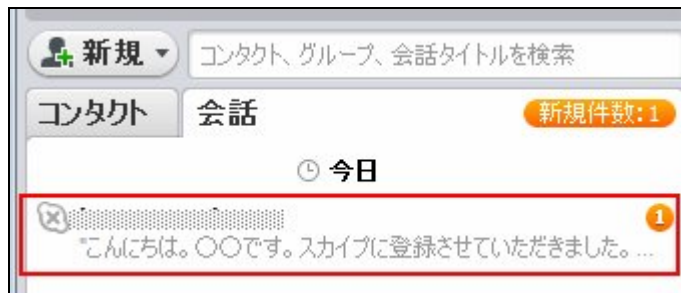 新規
コンタクト、グループ、会話タイトルを検索
コンタクト
会話
新規件数:1
今日
1
"こんにちは。〇〇です。スカイプに登録させていただきました。...